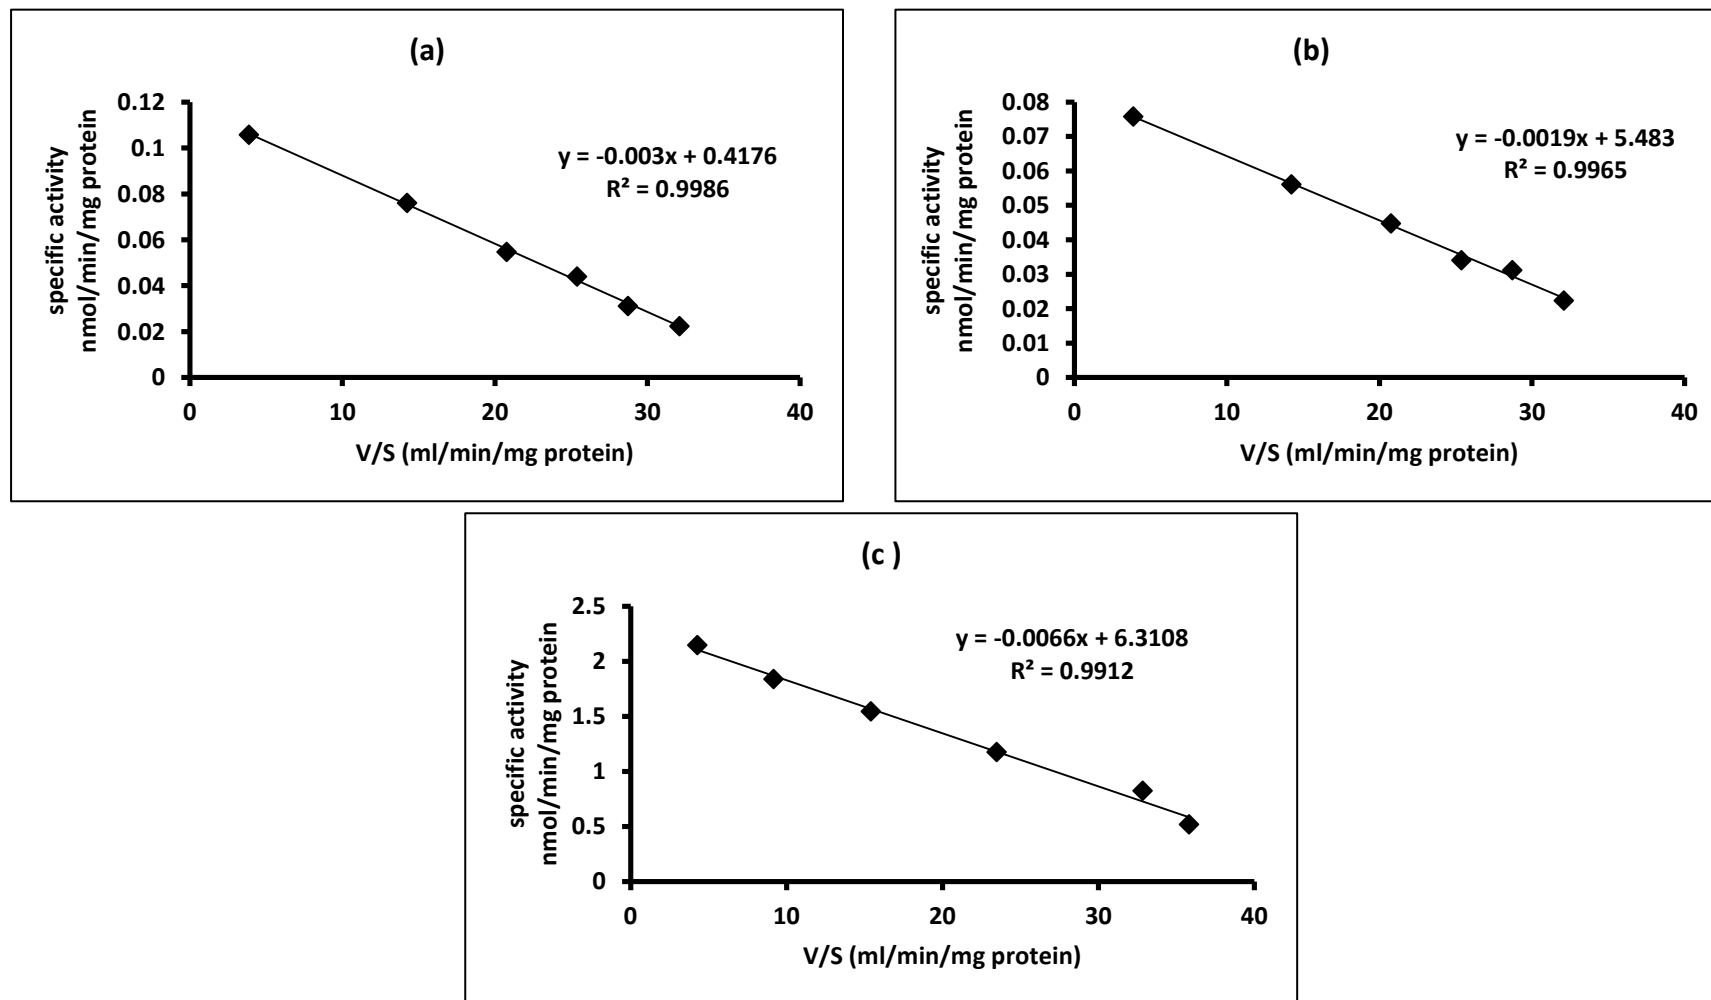 (a)
specific activity
nmol/min/mg protein
0.12
0.1
0.08
0.06
0.04
0.02
0
y = -0.003x + 0.4176
R² = 0.9986
0 10 20 30 40
V/S (ml/min/mg protein)
(b)
specific activity
nmol/min/mg protein
0.08
0.07
0.06
0.05
0.04
0.03
0.02
0.01
0
y = -0.0019x + 5.483
R² = 0.9965
0 10 20 30 40
V/S (ml/min/mg protein)
(c )
specific activity
nmol/min/mg protein
2.5
2
1.5
1
0.5
0
y = -0.0066x + 6.3108
R² = 0.9912
0 10 20 30 40
V/S (ml/min/mg protein)